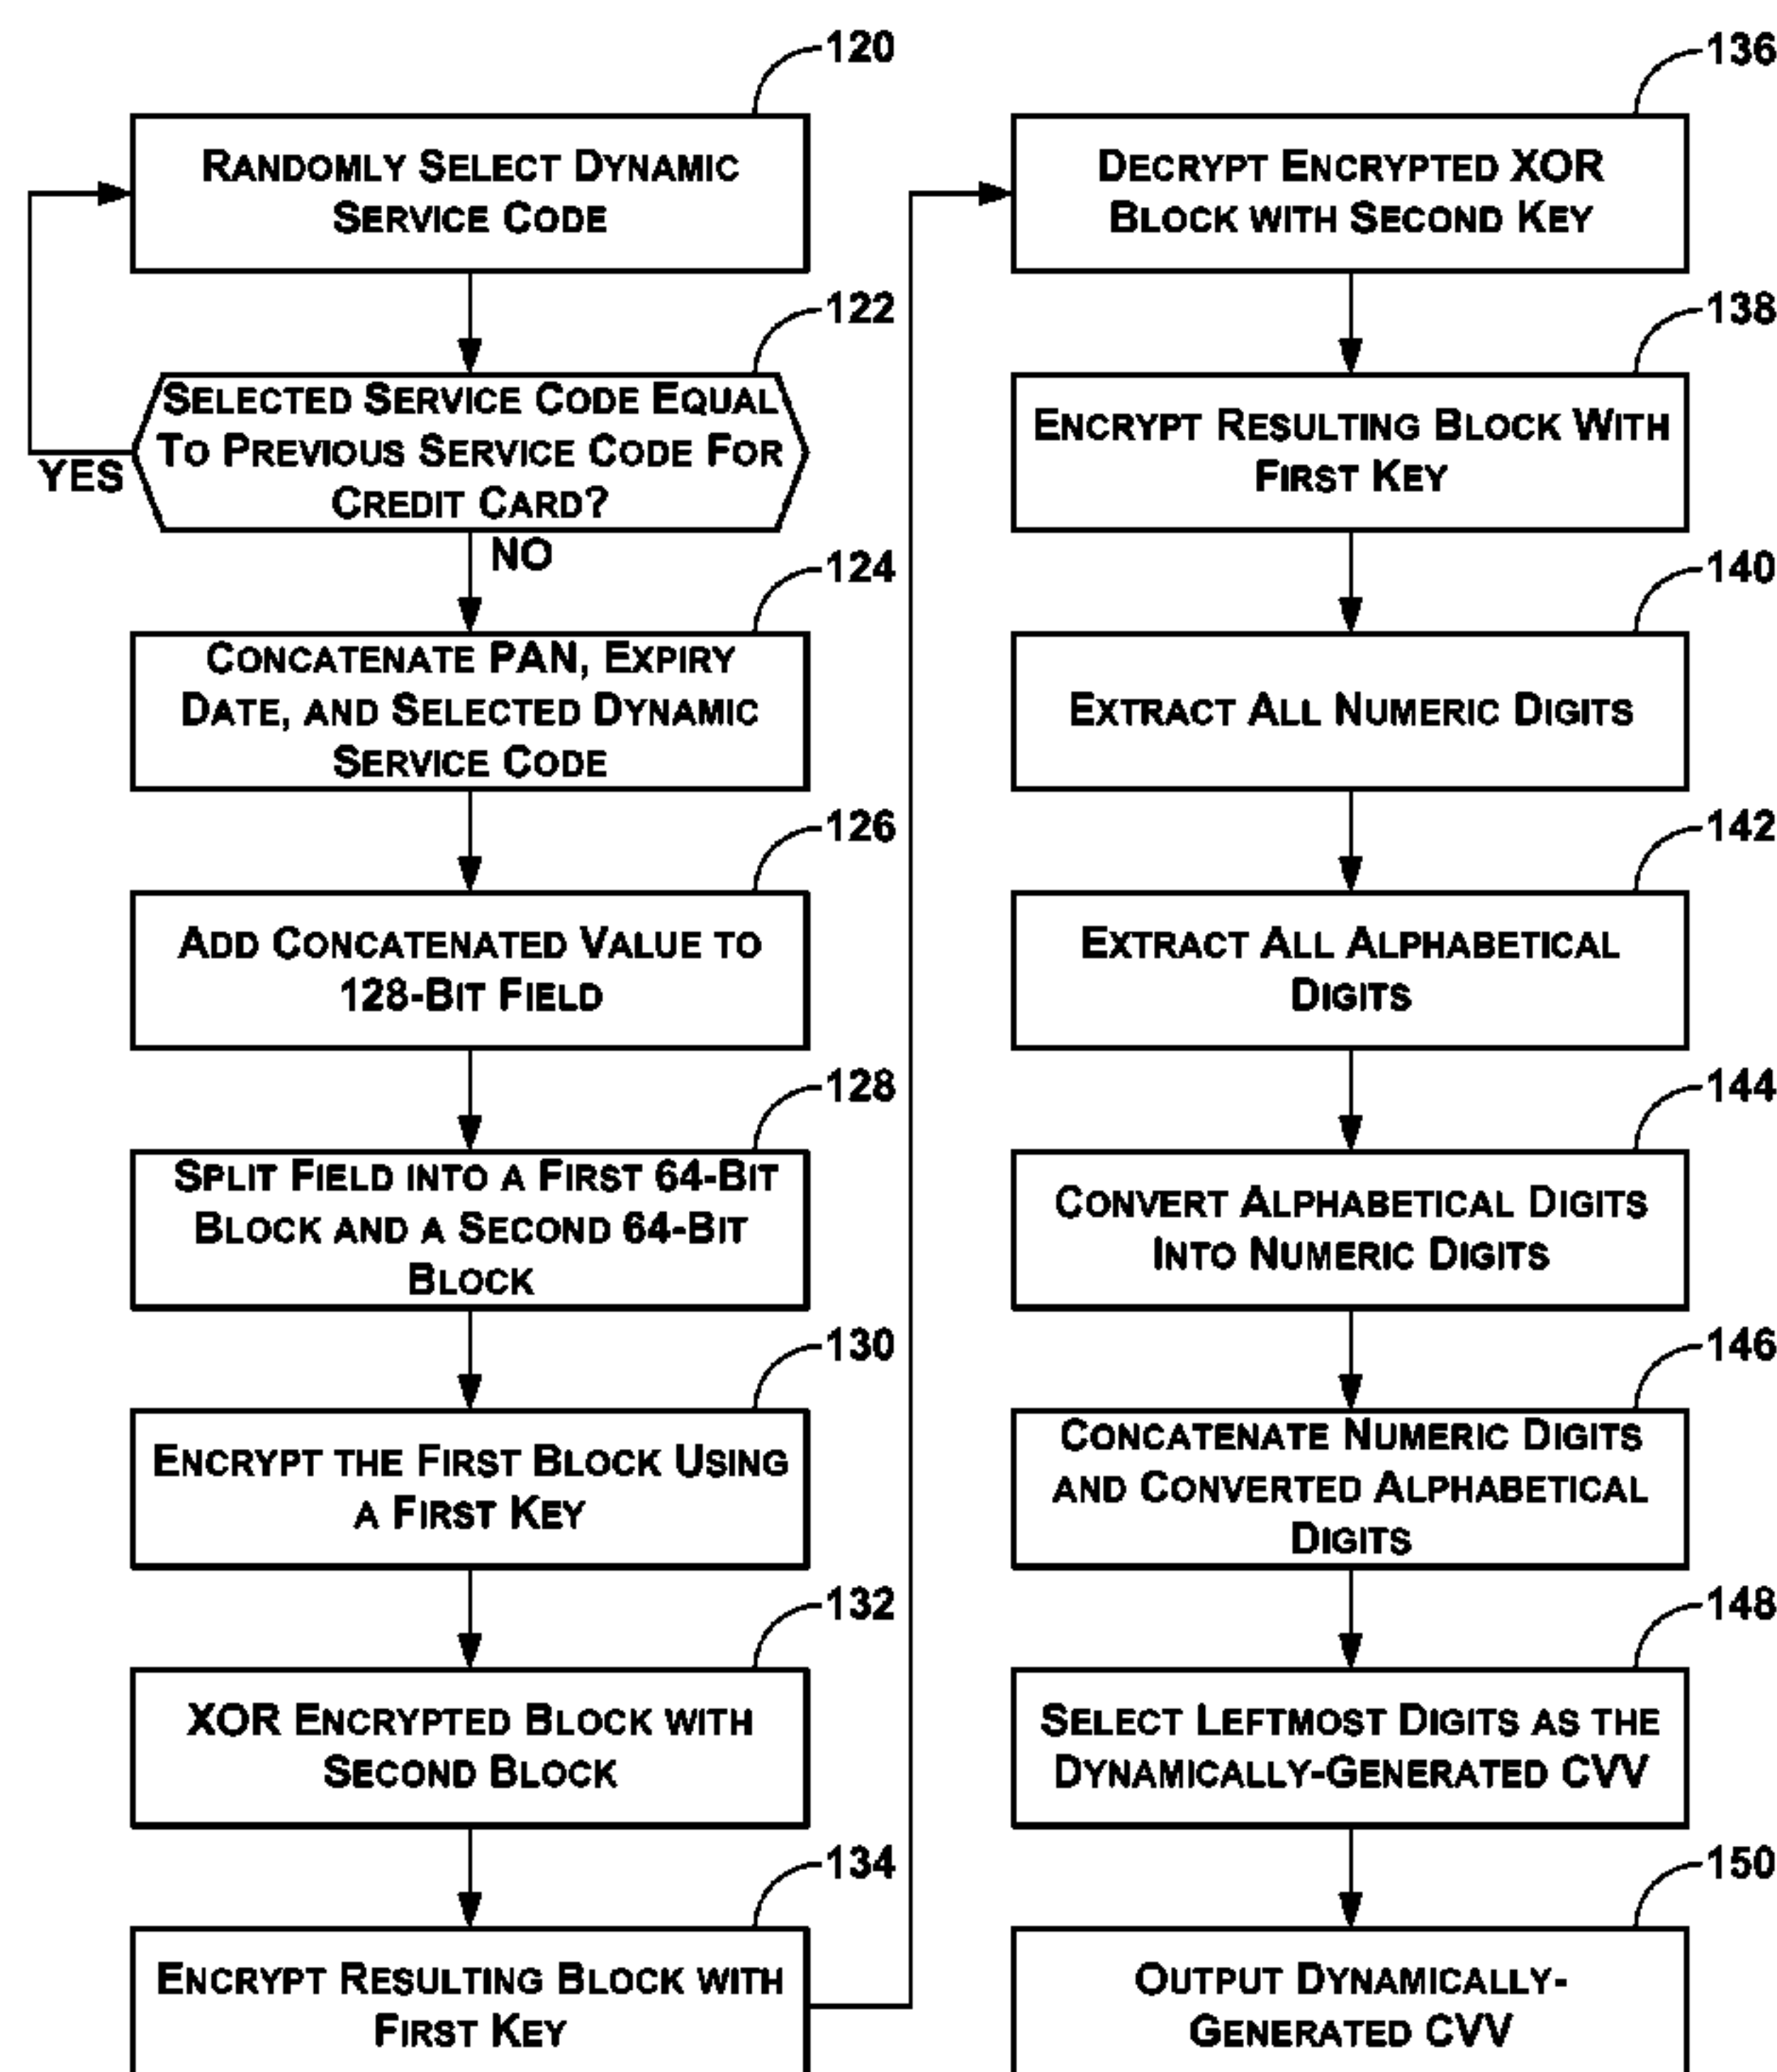 120
RANDOMLY SELECT DYNAMIC
SERVICE CODE
122
SELECTED SERVICE CODE EQUAL
TO PREVIOUS SERVICE CODE FOR
CREDIT CARD?
YES
NO
124
CONCATENATE PAN, EXPIRY
DATE, AND SELECTED DYNAMIC
SERVICE CODE
126
ADD CONCATENATED VALUE TO
128-BIT FIELD
128
SPLIT FIELD INTO A FIRST 64-BIT
BLOCK AND A SECOND 64-BIT
BLOCK
130
ENCRYPT THE FIRST BLOCK USING
A FIRST KEY
132
XOR ENCRYPTED BLOCK WITH
SECOND BLOCK
134
ENCRYPT RESULTING BLOCK WITH
FIRST KEY
136
DECRYPT ENCRYPTED XOR
BLOCK WITH SECOND KEY
138
ENCRYPT RESULTING BLOCK WITH
FIRST KEY
140
EXTRACT ALL NUMERIC DIGITS
142
EXTRACT ALL ALPHABETICAL
DIGITS
144
CONVERT ALPHABETICAL DIGITS
INTO NUMERIC DIGITS
146
CONCATENATE NUMERIC DIGITS
AND CONVERTED ALPHABETICAL
DIGITS
148
SELECT LEFTMOST DIGITS AS THE
DYNAMICALLY-GENERATED CVV
150
OUTPUT DYNAMICALLY-
GENERATED CVV